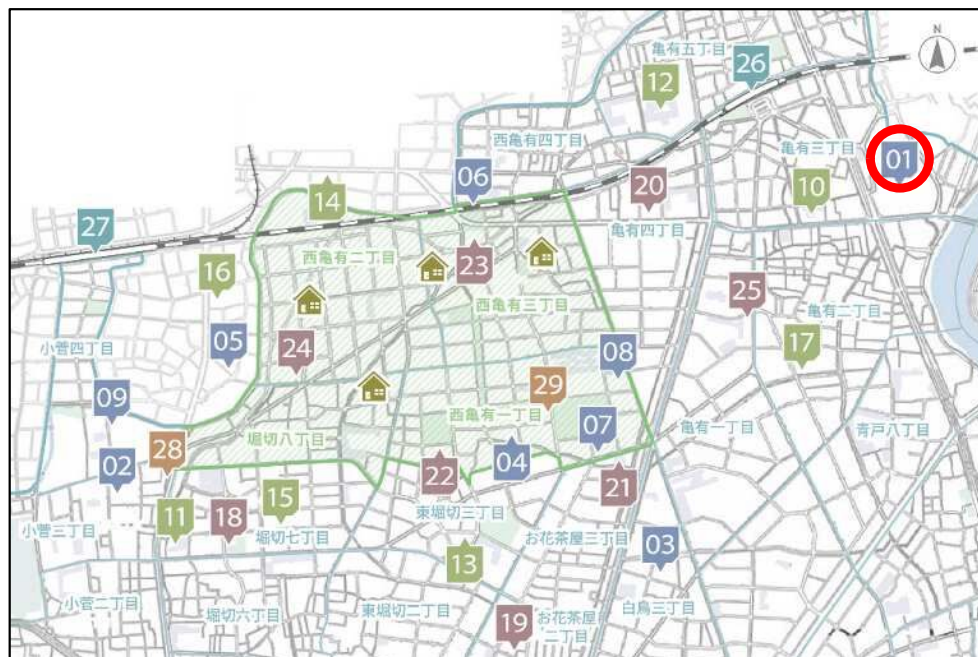 亀有五丁目
26
N
12
西亀有四丁目
亀有三丁目
01
06
20
10
14
27
亀有四丁目
西亀有二丁目
23
16
25
西亀有三丁目
亀有二丁目
小菅四丁目
05
24
08
17
29
09
西亀有一丁目
亀有一丁目
青戸八丁目
堀切八丁目
07
28
02
04
22
21
15
11
18
東堀切三丁目
小菅三丁目
堀切七丁目
お花茶屋三丁目
03
13
小菅二丁目
堀切六丁目
東堀切二丁目
白鳥三丁目
19
お花茶屋
二丁目